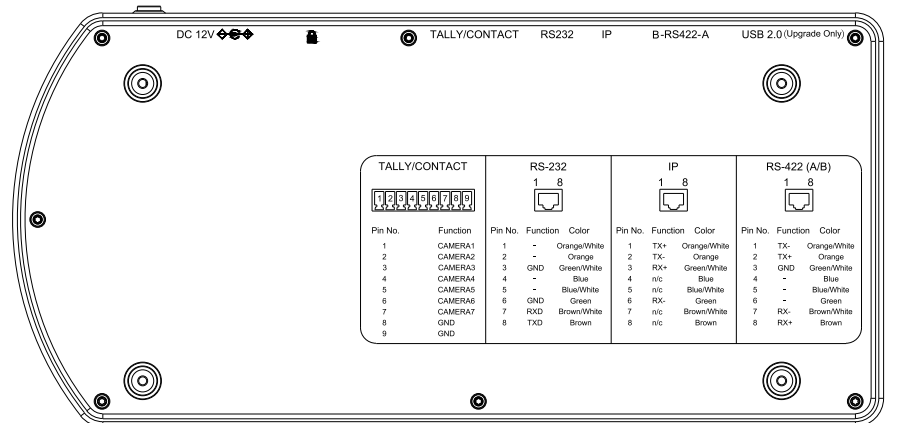 DC 12V TALLY/CONTACT RS232 IP B-RS422-A USB 2.0 (Upgrade Only)
TALLY/CONTACT
1 2 3 4 5 6 7 8 9
Pin No. Function
1 CAMERA1
2 CAMERA2
3 CAMERA3
4 CAMERA4
5 CAMERA5
6 CAMERA6
7 CAMERA7
8 GND
9 GND
RS-232
1 8
Pin No. Function Color
1 - Orange/White
2 - Orange
3 GND Green/White
4 - Blue
5 - Blue/White
6 GND Green
7 RXD Brown/White
8 TXD Brown
IP
1 8
Pin No. Function Color
1 TX+ Orange/White
2 TX- Orange
3 RX+ Green/White
4 n/c Blue
5 n/c Blue/White
6 RX- Green
7 n/c Brown/White
8 n/c Brown
RS-422 (A/B)
1 8
Pin No. Function Color
1 TX- Orange/White
2 TX+ Orange
3 GND Green/White
4 - Blue
5 - Blue/White
6 - Green
7 RX- Brown/White
8 RX+ Brown